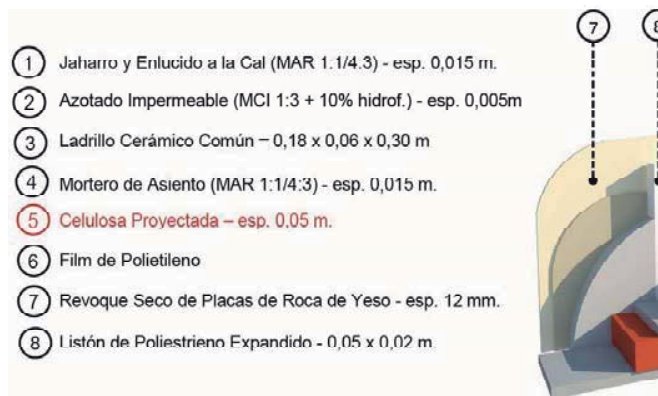 1 Jaharro y Enlucido a la Cal (MAR 1:1/4:3) - esp. 0,015 m.
2 Azotado Impermeable (MCI 1:3 + 10% hidrof.) - esp. 0,005m
3 Ladrillo Cerámico Común – 0,18 x 0,06 x 0,30 m
4 Mortero de Asiento (MAR 1:1/4:3) - esp. 0,015 m.
5 Celulosa Proyectada – esp. 0,05 m.
6 Film de Polietileno
7 Revoque Seco de Placas de Roca de Yeso - esp. 12 mm.
8 Listón de Poliestrieno Expandido - 0,05 x 0,02 m.
7 8